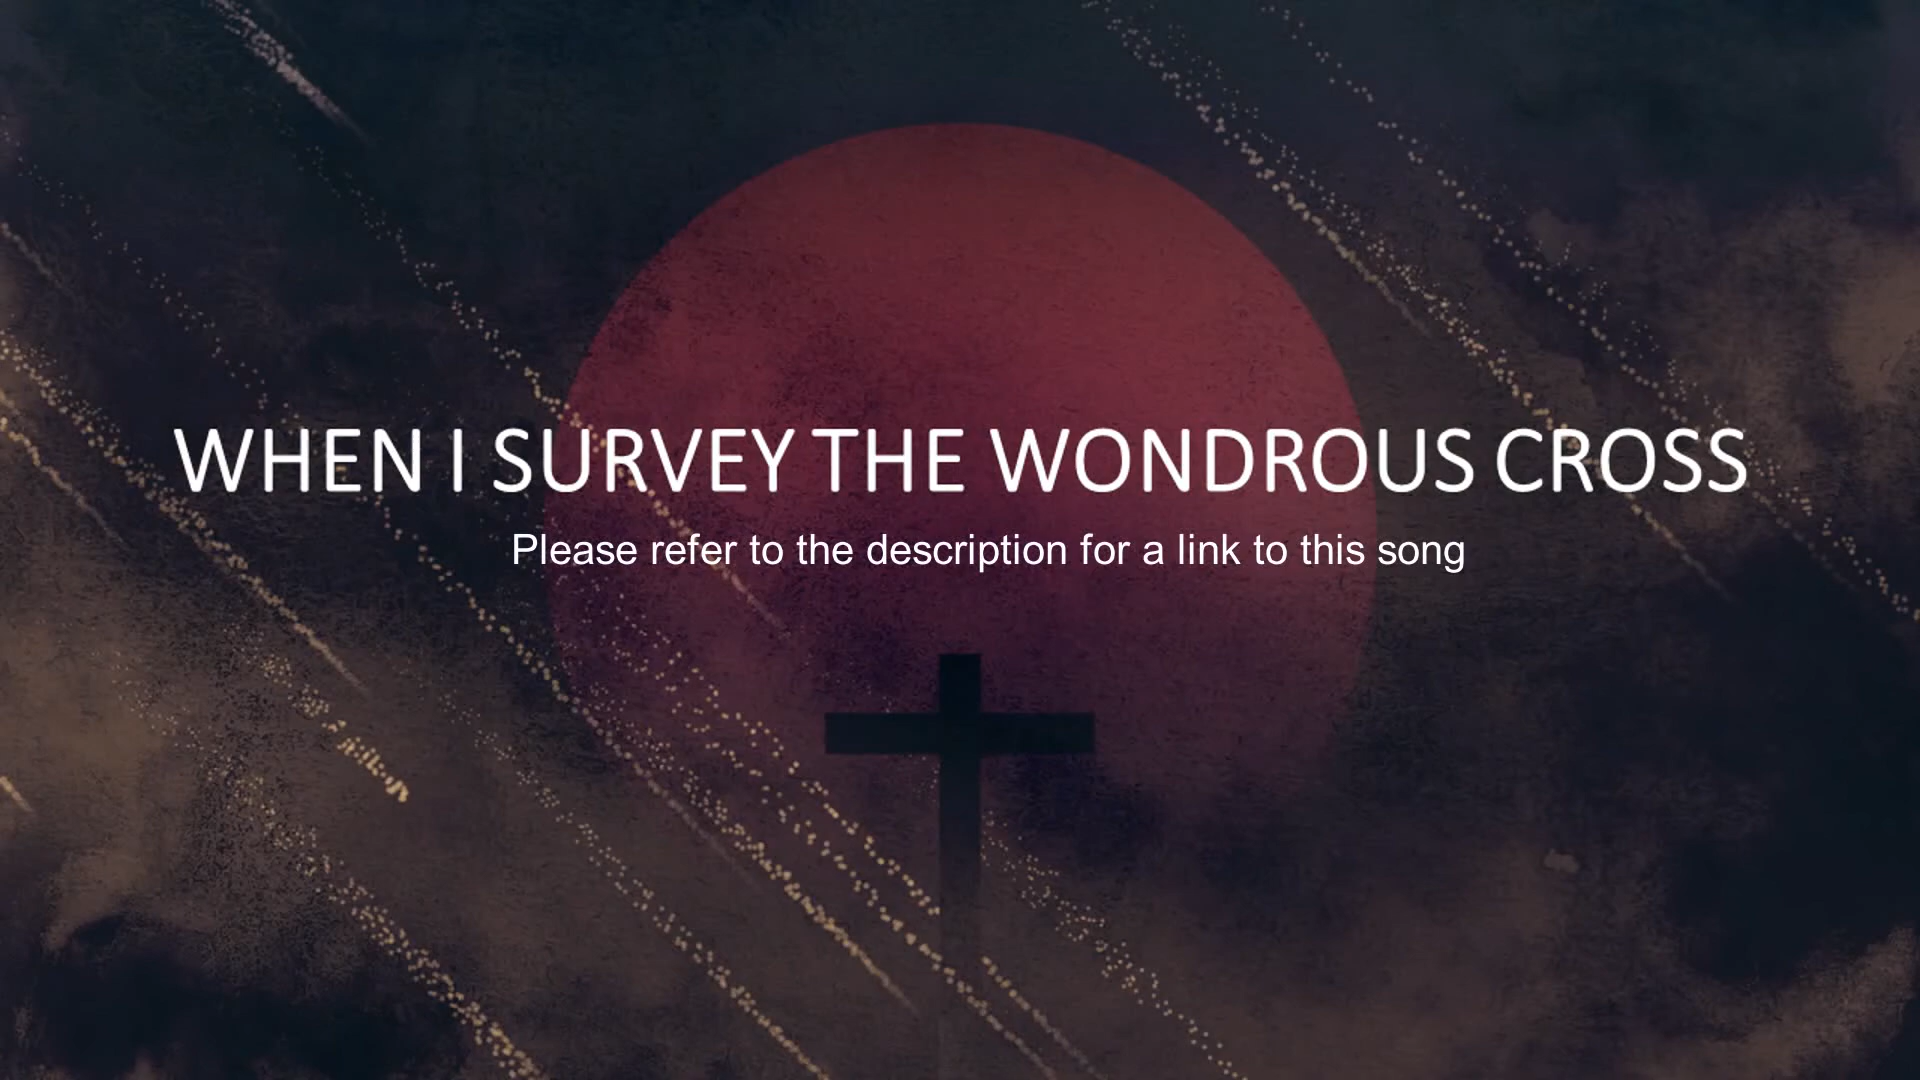 WHEN I SURVEY THE WONDROUS CROSS
Please refer to the description for a link to this song